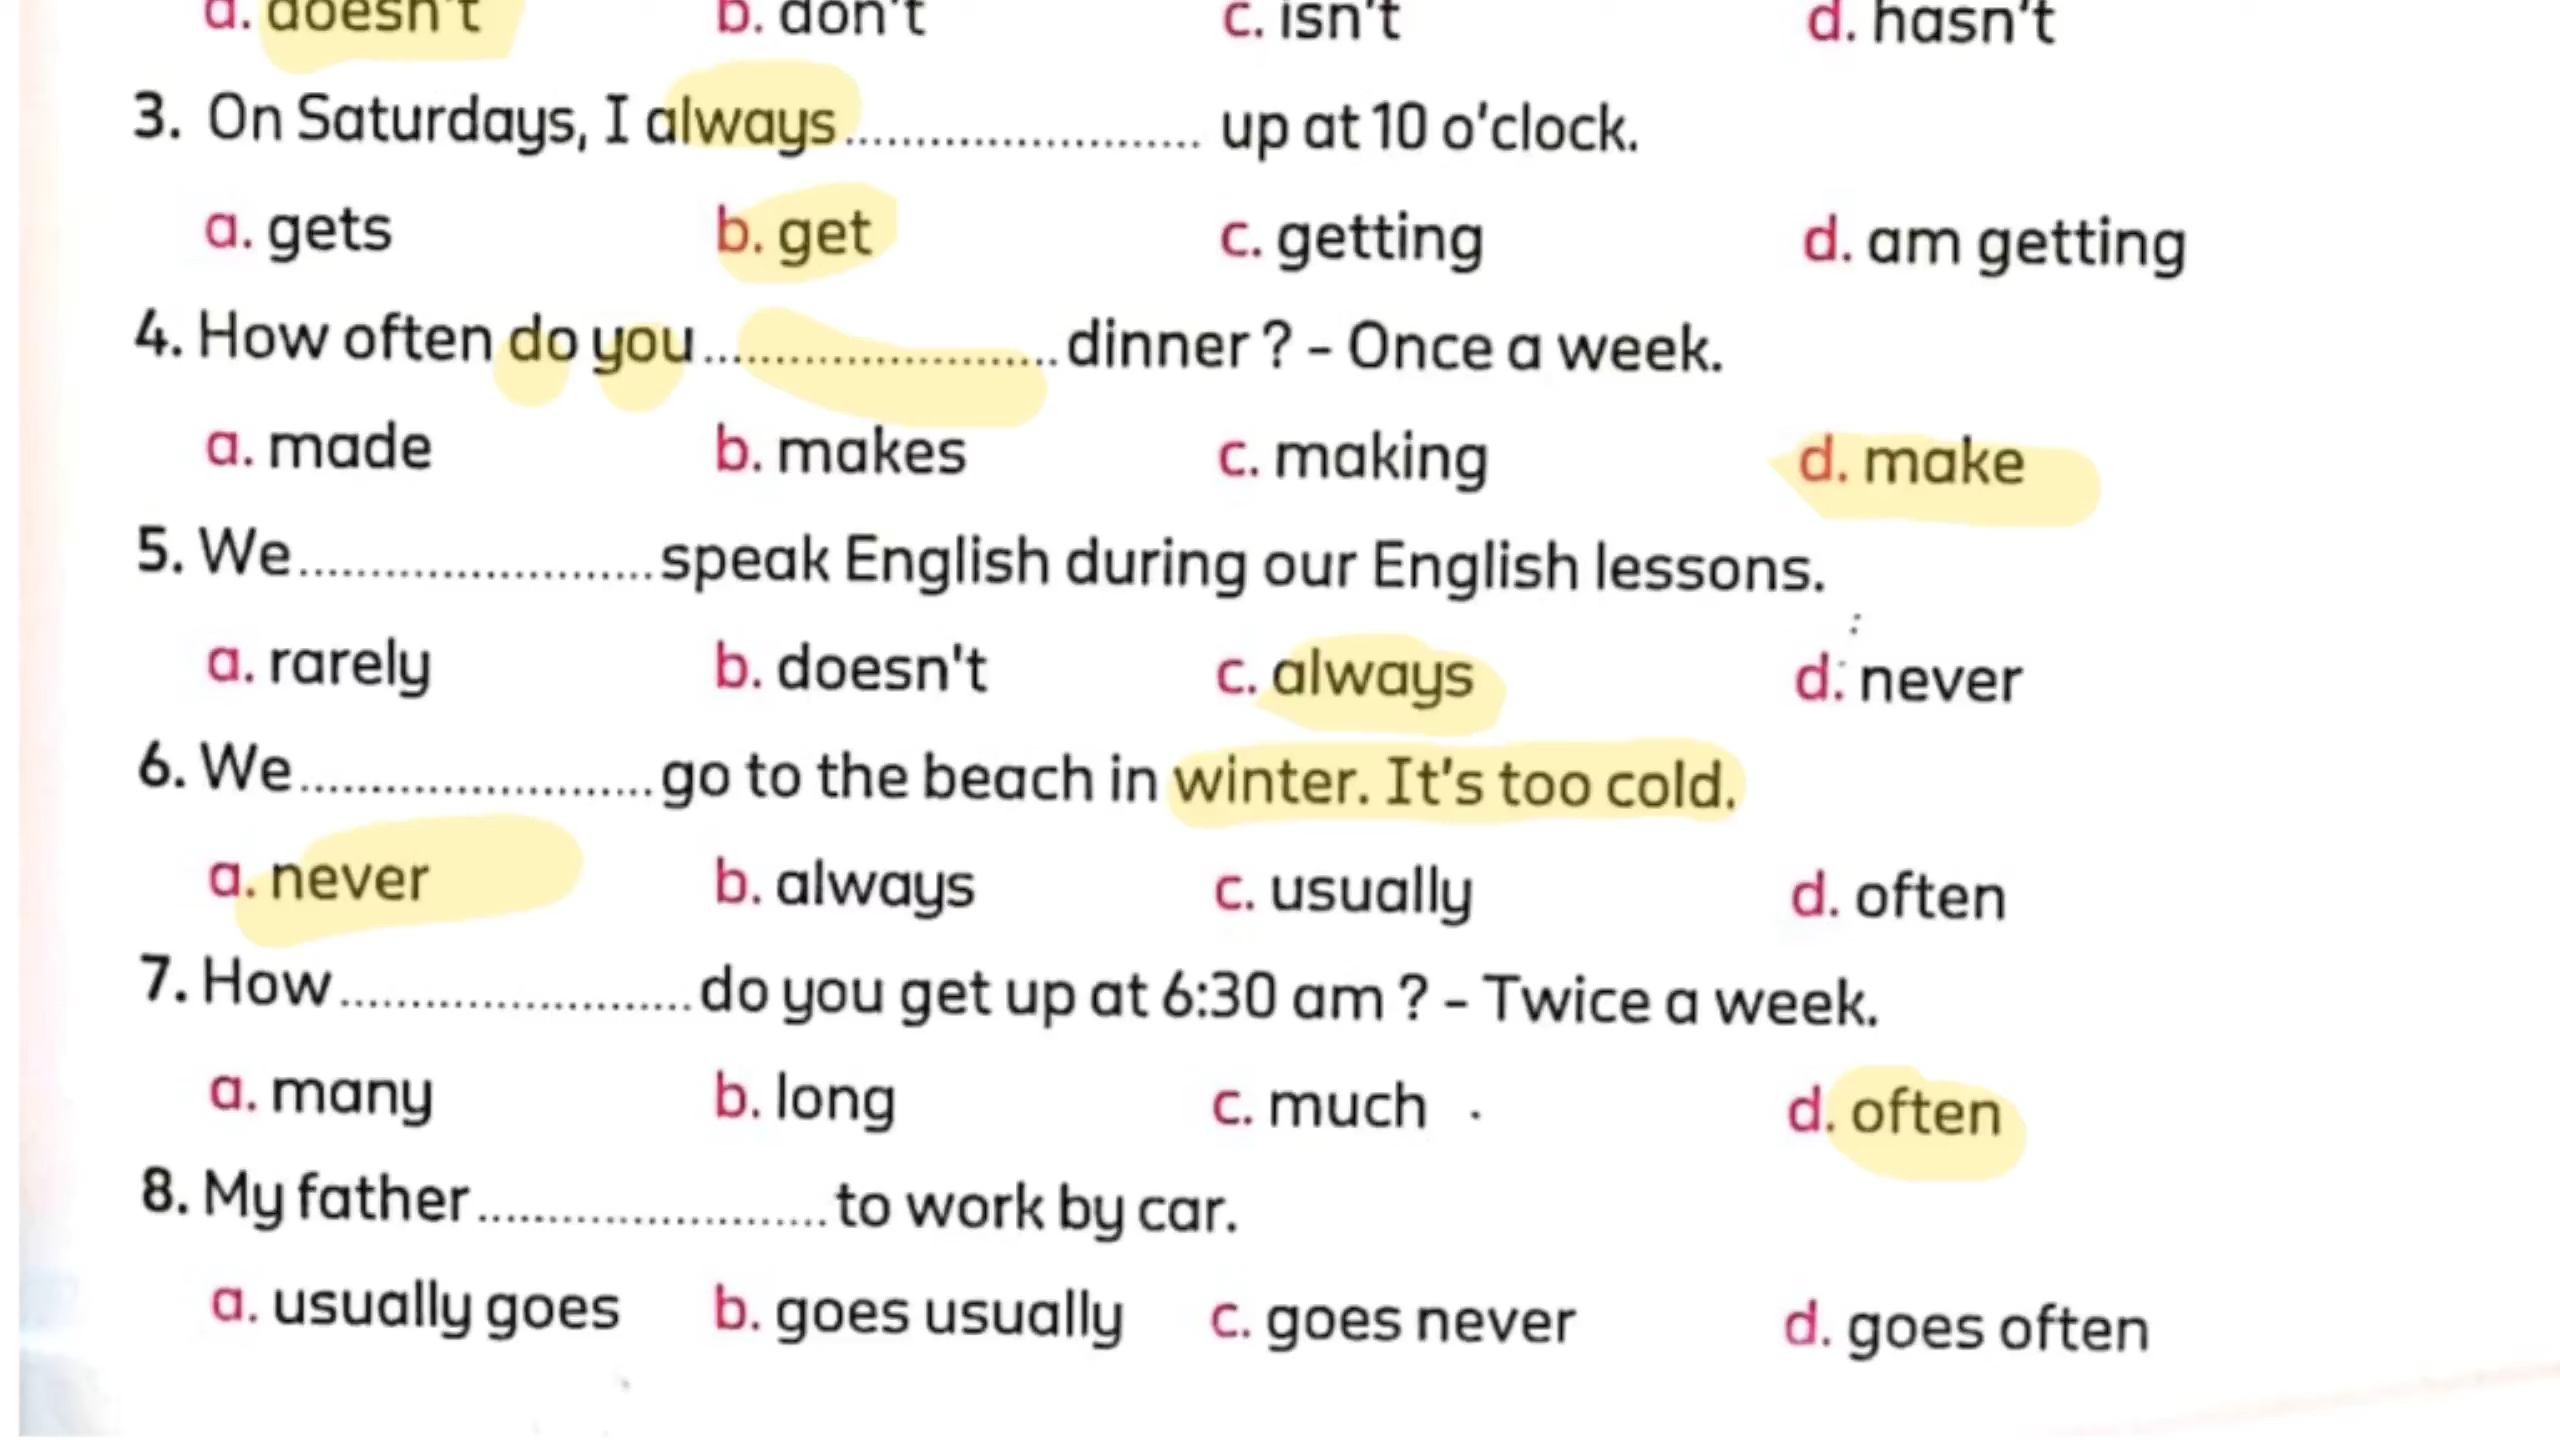 a. doesn't b. don't c. isn't d. hasn't
3. On Saturdays, I always........................ up at 10 o'clock.
a. gets b. get c. getting d. am getting
4. How often do you........................dinner ? – Once a week.
a. made b. makes c. making d. make
5. We........................speak English during our English lessons.
a. rarely b. doesn't c. always d. never
6. We........................go to the beach in winter. It's too cold.
a. never b. always c. usually d. often
7. How........................do you get up at 6:30 am ? – Twice a week.
a. many b. long c. much d. often
8. My father........................to work by car.
a. usually goes b. goes usually c. goes never d. goes often